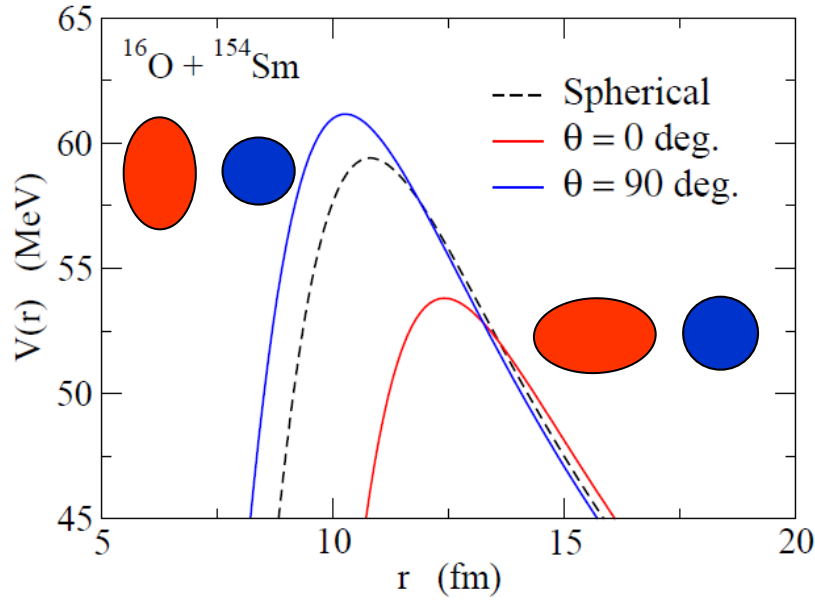 65
60
55
50
45
V(r) (MeV)
¹⁶O + ¹⁵⁴Sm
Spherical
θ = 0 deg.
θ = 90 deg.
5
10
15
20
r (fm)